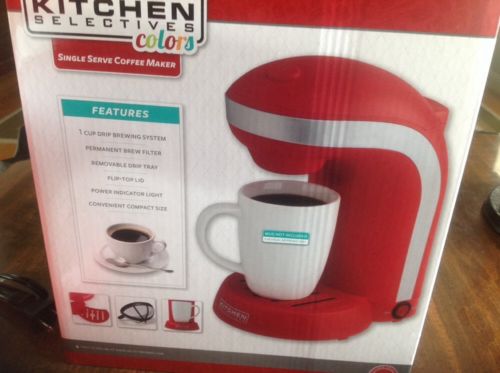 KITCHEN
SELECTIVES
colors
SINGLE SERVE COFFEE MAKER
FEATURES
1 CUP DRIP BREWING SYSTEM
PERMANENT BREW FILTER
REMOVABLE DRIP TRAY
FLIP-TOP LID
POWER INDICATOR LIGHT
CONVENIENT COMPACT SIZE
MUG NOT INCLUDED
KITCHEN
SELECTIVES